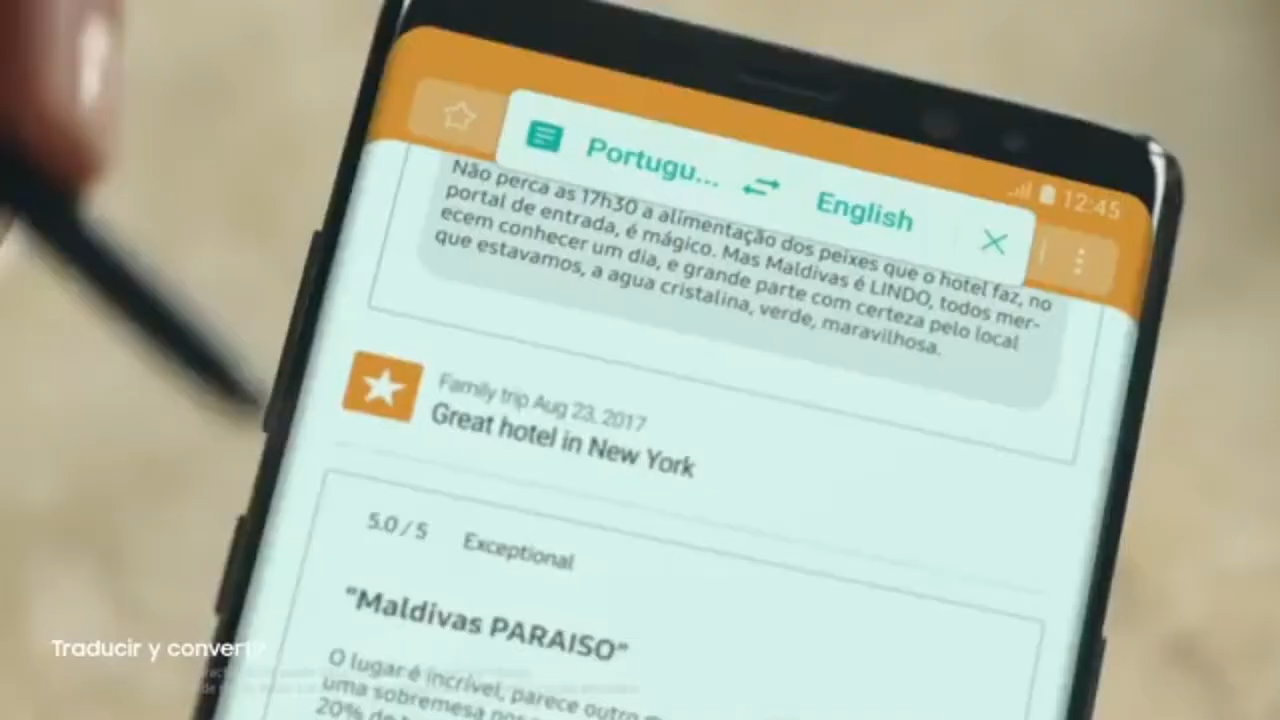 Portugu...
English
12:45
Não perca as 17h30 a alimentação dos peixes que o hotel faz, no
portal de entrada, é mágico. Mas Maldivas é LINDO, todos mer-
ecem conhecer um dia, e grande parte com certeza pelo local
que estavamos, a agua cristalina, verde, maravilhosa.
Family trip Aug 23, 2017
Great hotel in New York
5.0 / 5 Exceptional
"Maldivas PARAISO"
O lugar é incrível, parece outro
uma sobremesa
20% de
Traducir y convertir